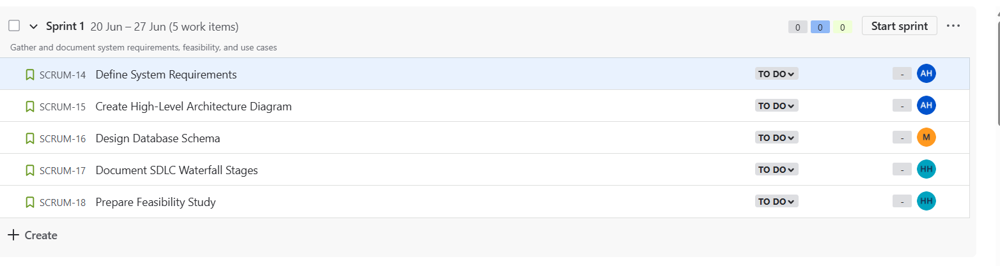 Sprint 1 20 Jun – 27 Jun (5 work items) 0 0 0 Start sprint
Gather and document system requirements, feasibility, and use cases
SCRUM-14 Define System Requirements TO DO - AH
SCRUM-15 Create High-Level Architecture Diagram TO DO - AH
SCRUM-16 Design Database Schema TO DO - M
SCRUM-17 Document SDLC Waterfall Stages TO DO - HH
SCRUM-18 Prepare Feasibility Study TO DO - HH
Create